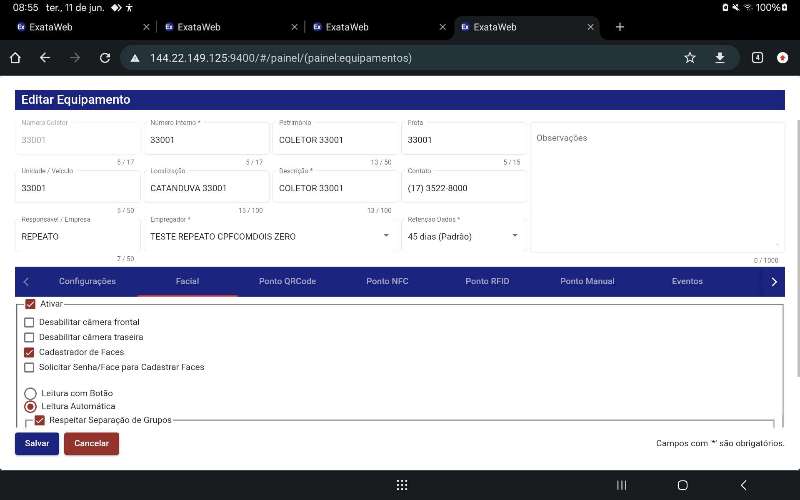 08:55 ter., 11 de jun. 100%
ExataWeb ExataWeb ExataWeb ExataWeb
144.22.149.125:9400/#/painel/(painel:equipamentos) 4
Editar Equipamento
Número Coletor Número Interno * Patrimônio Frota
33001 33001 COLETOR 33001 33001 Observações
5 / 17 5 / 17 13 / 50 5 / 15
Unidade / Veículo Localização Descrição * Contato
33001 CATANDUVA 33001 COLETOR 33001 (17) 3522-8000
5 / 50 15 / 100 13 / 100
Responsável / Empresa Empregador * Retenção Dados *
REPEATO TESTE REPEATO CPFCOMDOIS ZERO 45 dias (Padrão)
7 / 50 0 / 1000
Configurações Facial Ponto QRCode Ponto NFC Ponto RFID Ponto Manual Eventos
Ativar
Desabilitar câmera frontal
Desabilitar câmera traseira
Cadastrador de Faces
Solicitar Senha/Face para Cadastrar Faces
Leitura com Botão
Leitura Automática
Respeitar Separação de Grupos
Salvar Cancelar Campos com '*' são obrigatórios.